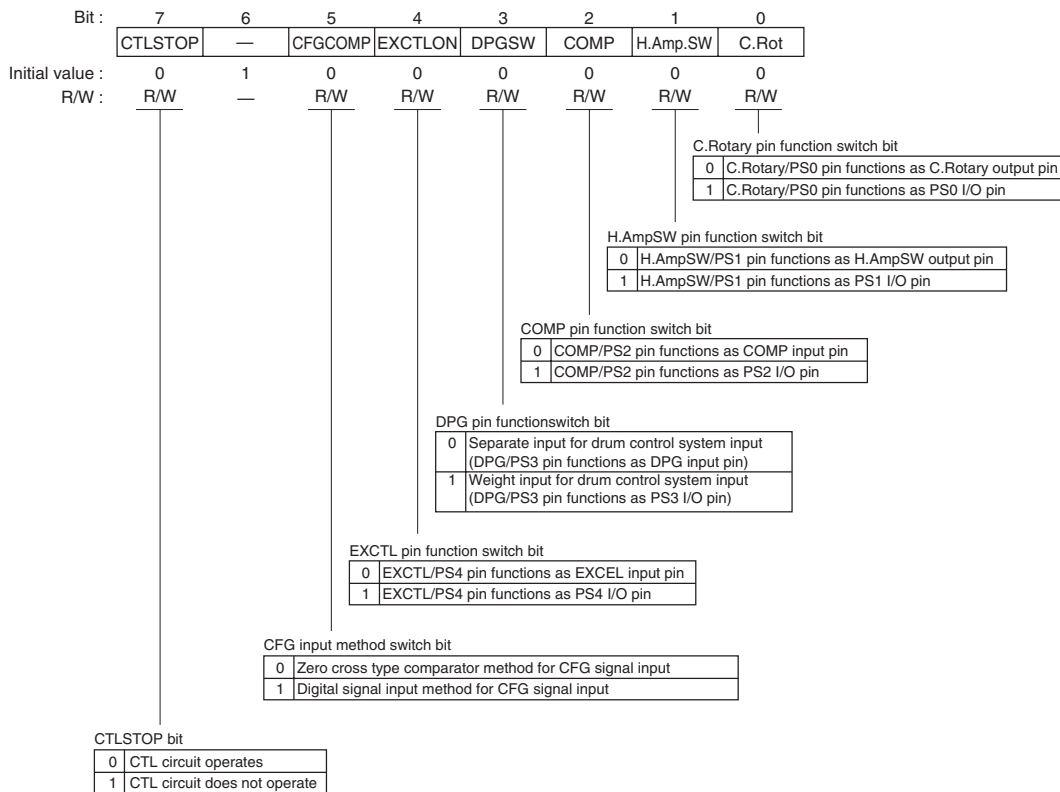 Bit : 7 6 5 4 3 2 1 0
CTLSTOP — CFGCOMP EXCTLON DPGSW COMP H.Amp.SW C.Rot
Initial value : 0 1 0 0 0 0 0 0
R/W : R/W — R/W R/W R/W R/W R/W R/W
C.Rotary pin function switch bit
0 C.Rotary/PS0 pin functions as C.Rotary output pin
1 C.Rotary/PS0 pin functions as PS0 I/O pin
H.AmpSW pin function switch bit
0 H.AmpSW/PS1 pin functions as H.AmpSW output pin
1 H.AmpSW/PS1 pin functions as PS1 I/O pin
COMP pin function switch bit
0 COMP/PS2 pin functions as COMP input pin
1 COMP/PS2 pin functions as PS2 I/O pin
DPG pin functionswitch bit
0 Separate input for drum control system input
(DPG/PS3 pin functions as DPG input pin)
1 Weight input for drum control system input
(DPG/PS3 pin functions as PS3 I/O pin)
EXCTL pin function switch bit
0 EXCTL/PS4 pin functions as EXCEL input pin
1 EXCTL/PS4 pin functions as PS4 I/O pin
CFG input method switch bit
0 Zero cross type comparator method for CFG signal input
1 Digital signal input method for CFG signal input
CTLSTOP bit
0 CTL circuit operates
1 CTL circuit does not operate